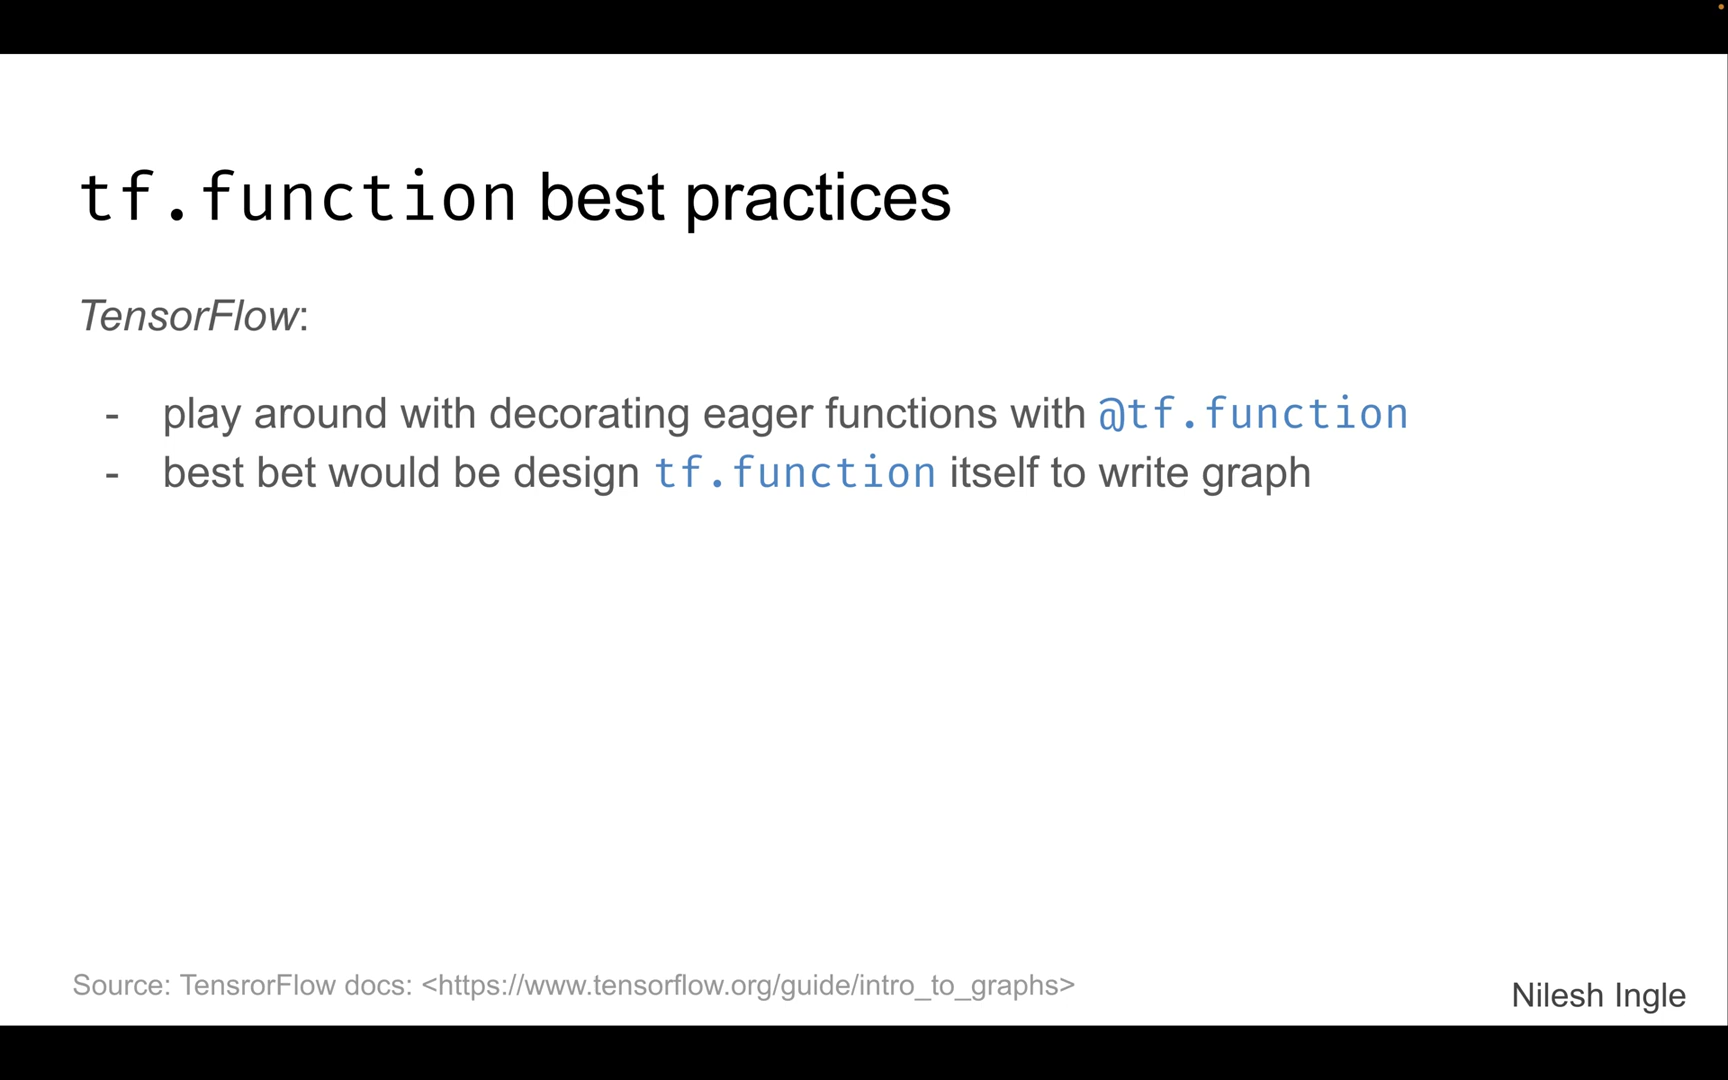 tf.function best practices
TensorFlow:
- play around with decorating eager functions with @tf.function
- best bet would be design tf.function itself to write graph
Source: TensrorFlow docs: <https://www.tensorflow.org/guide/intro_to_graphs>
Nilesh Ingle